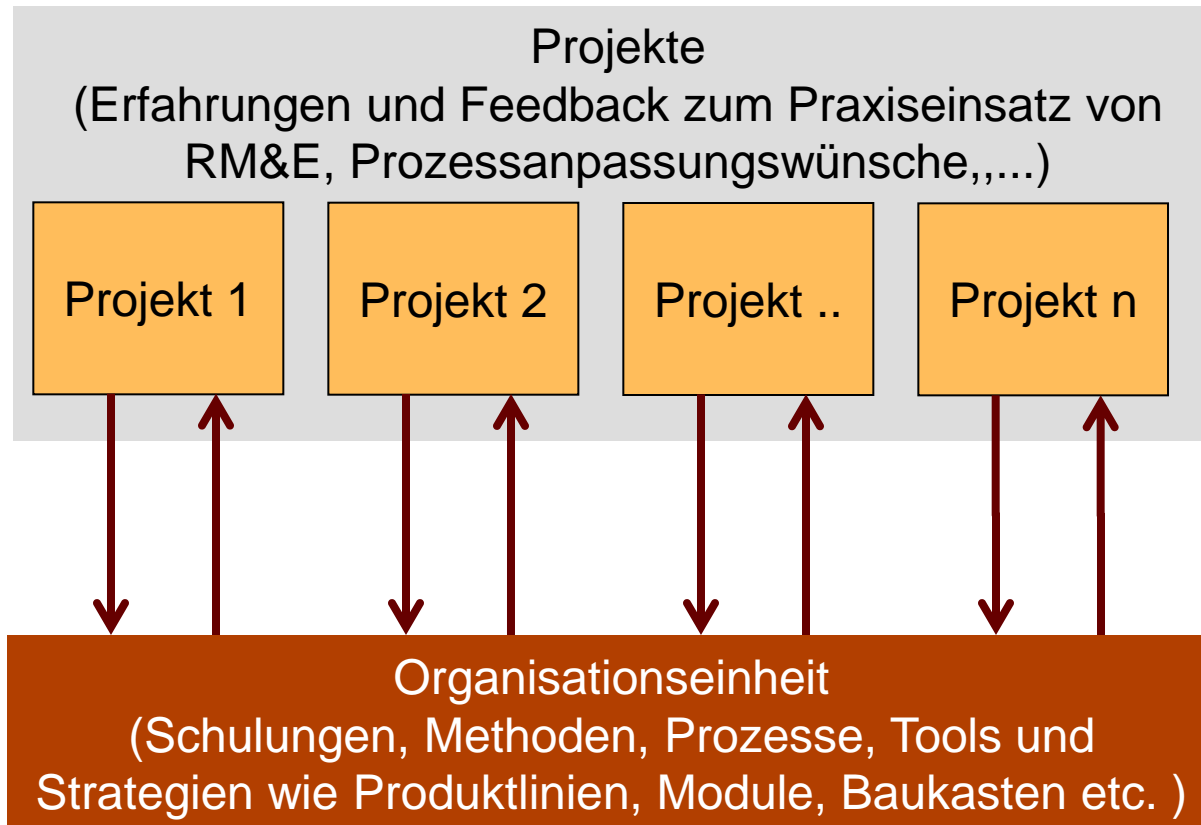 Projekte
(Erfahrungen und Feedback zum Praxiseinsatz von
RM&E, Prozessanpassungswünsche,,...)
Projekt 1
Projekt 2
Projekt ..
Projekt n
Organisationseinheit
(Schulungen, Methoden, Prozesse, Tools und
Strategien wie Produktlinien, Module, Baukasten etc. )